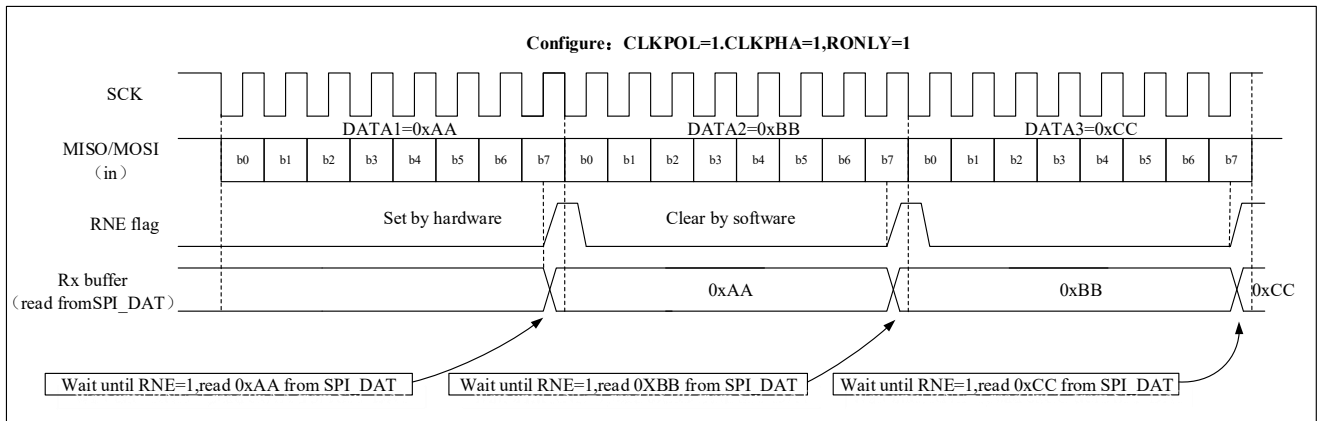 Configure：CLKPOL=1.CLKPHA=1,RONLY=1
SCK
DATA1=0xAA DATA2=0xBB DATA3=0xCC
MISO/MOSI
（in）
b0 b1 b2 b3 b4 b5 b6 b7 b0 b1 b2 b3 b4 b5 b6 b7 b0 b1 b2 b3 b4 b5 b6 b7
RNE flag
Set by hardware Clear by software
Rx buffer
（read fromSPI_DAT）
0xAA 0xBB 0xCC
Wait until RNE=1,read 0xAA from SPI_DAT
Wait until RNE=1,read 0XBB from SPI_DAT
Wait until RNE=1,read 0xCC from SPI_DAT